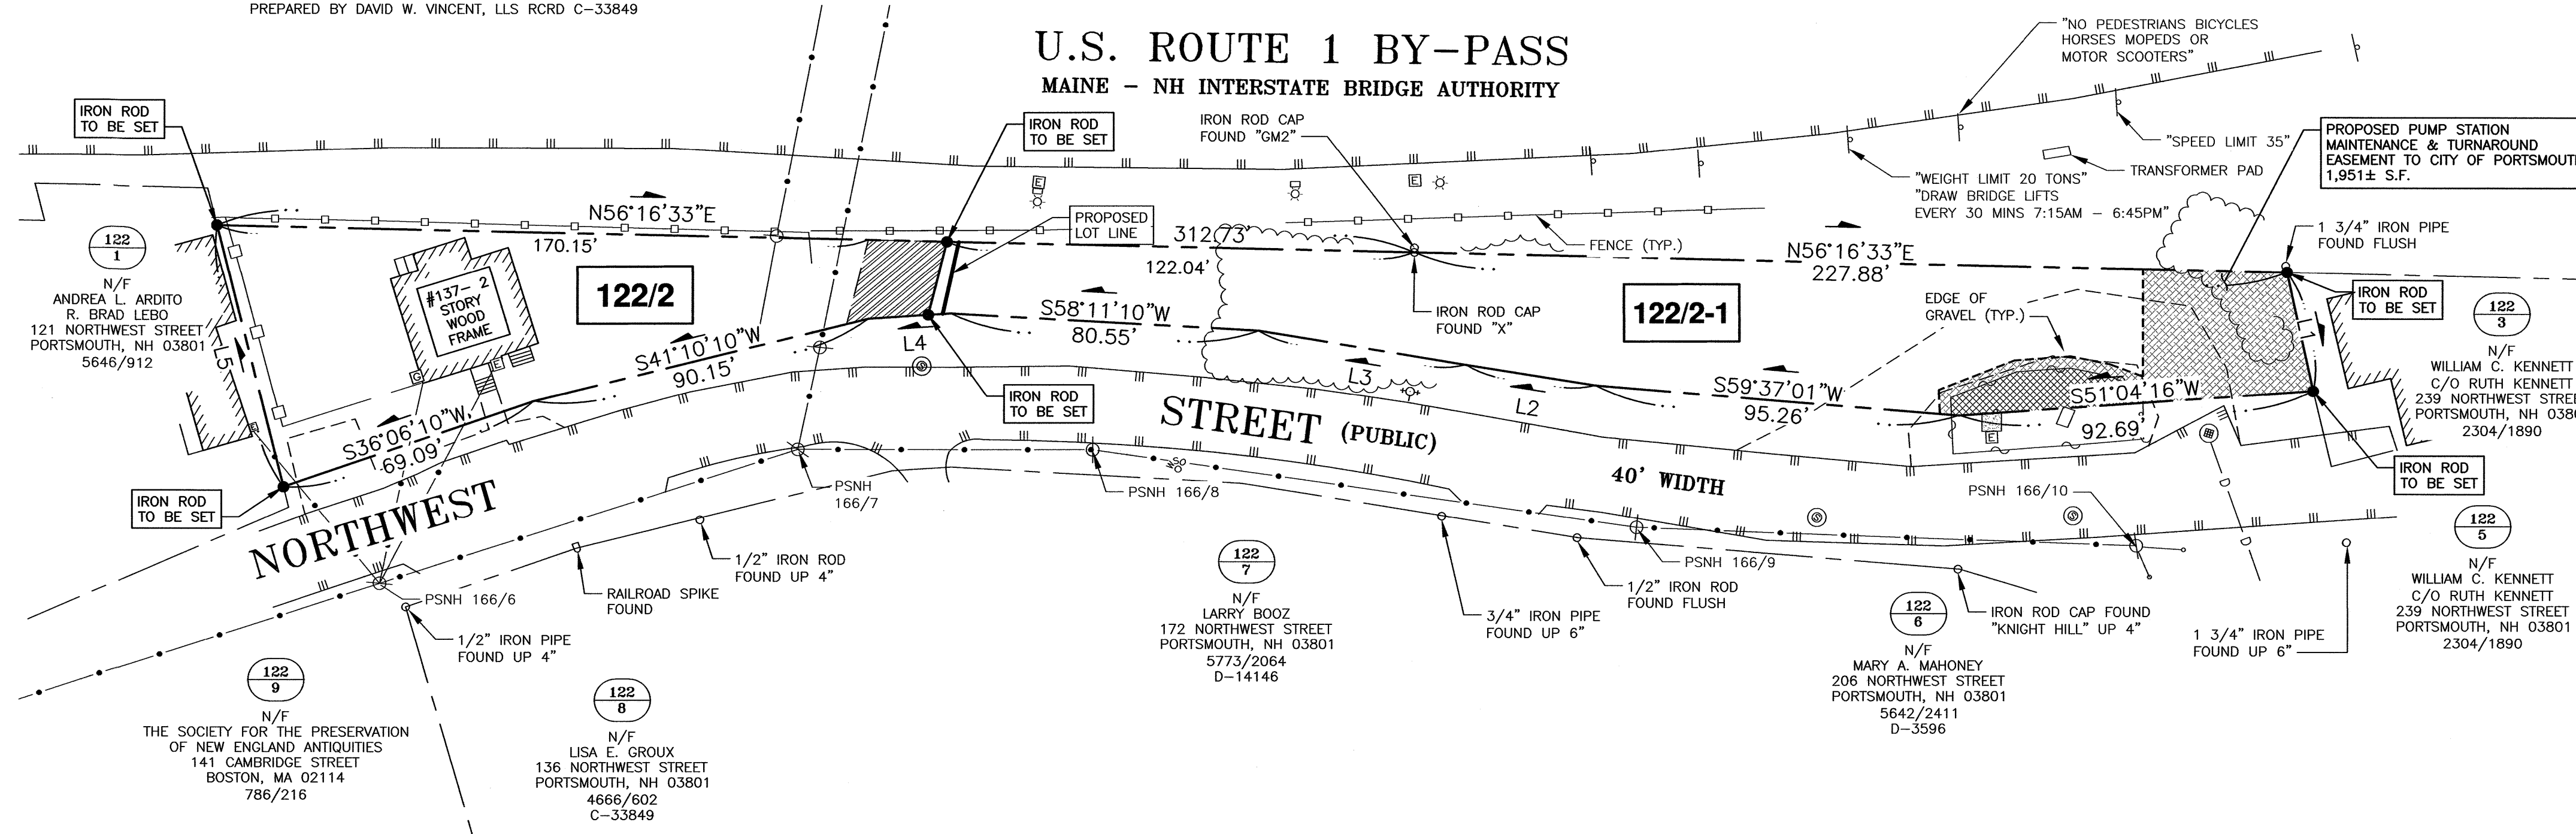 PREPARED BY DAVID W. VINCENT, LLS RCRD C-33849
U.S. ROUTE 1 BY-PASS
MAINE - NH INTERSTATE BRIDGE AUTHORITY
"NO PEDESTRIANS BICYCLES
HORSES MOPEDS OR
MOTOR SCOOTERS"
IRON ROD
TO BE SET
IRON ROD
TO BE SET
IRON ROD CAP
FOUND "GM2"
"SPEED LIMIT 35"
TRANSFORMER PAD
"WEIGHT LIMIT 20 TONS"
"DRAW BRIDGE LIFTS
EVERY 30 MINS 7:15AM - 6:45PM"
PROPOSED PUMP STATION
MAINTENANCE & TURNAROUND
EASEMENT TO CITY OF PORTSMOUTH
1,951± S.F.
1 3/4" IRON PIPE
FOUND FLUSH
N56°16'33"E
170.15'
PROPOSED
LOT LINE
312.73'
122.04'
FENCE (TYP.)
N56°16'33"E
227.88'
122
1
N/F
ANDREA L. ARDITO
R. BRAD LEBO
121 NORTHWEST STREET
PORTSMOUTH, NH 03801
5646/912
L5
#137- 2
STORY
WOOD
FRAME
G
E
122/2
S41°10'10"W
90.15'
L4
S58°11'10"W
80.55'
IRON ROD CAP
FOUND "X"
122/2-1
EDGE OF
GRAVEL (TYP.)
L1
IRON ROD
TO BE SET
122
3
N/F
WILLIAM C. KENNETT
C/O RUTH KENNETT
239 NORTHWEST STREE
PORTSMOUTH, NH 0380
2304/1890
S36°06'10"W
69.09'
IRON ROD
TO BE SET
L3
L2
S59°37'01"W
95.26'
S51°04'16"W
92.69'
E
IRON ROD
TO BE SET
IRON ROD
TO BE SET
NORTHWEST
STREET (PUBLIC)
40' WIDTH
PSNH
166/7
WSO
PSNH 166/8
PSNH 166/10
PSNH 166/9
PSNH 166/6
1/2" IRON ROD
FOUND UP 4"
RAILROAD SPIKE
FOUND
1/2" IRON PIPE
FOUND UP 4"
3/4" IRON PIPE
FOUND UP 6"
1/2" IRON ROD
FOUND FLUSH
IRON ROD CAP FOUND
"KNIGHT HILL" UP 4"
1 3/4" IRON PIPE
FOUND UP 6"
122
5
N/F
WILLIAM C. KENNETT
C/O RUTH KENNETT
239 NORTHWEST STREET
PORTSMOUTH, NH 03801
2304/1890
122
9
N/F
THE SOCIETY FOR THE PRESERVATION
OF NEW ENGLAND ANTIQUITIES
141 CAMBRIDGE STREET
BOSTON, MA 02114
786/216
122
8
N/F
LISA E. GROUX
136 NORTHWEST STREET
PORTSMOUTH, NH 03801
4666/602
C-33849
122
7
N/F
LARRY BOOZ
172 NORTHWEST STREET
PORTSMOUTH, NH 03801
5773/2064
D-14146
122
6
N/F
MARY A. MAHONEY
206 NORTHWEST STREET
PORTSMOUTH, NH 03801
5642/2411
D-3596